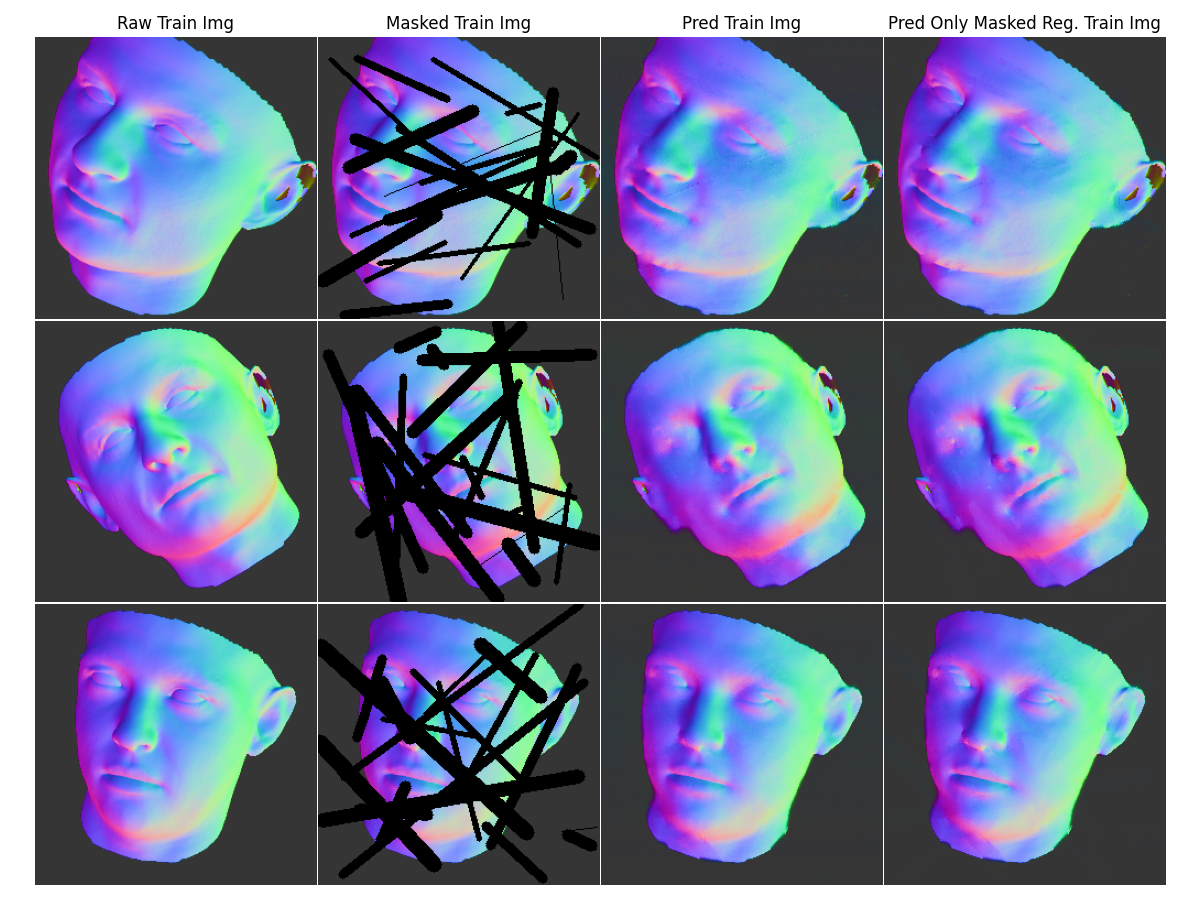 Raw Train Img
Masked Train Img
Pred Train Img
Pred Only Masked Reg. Train Img